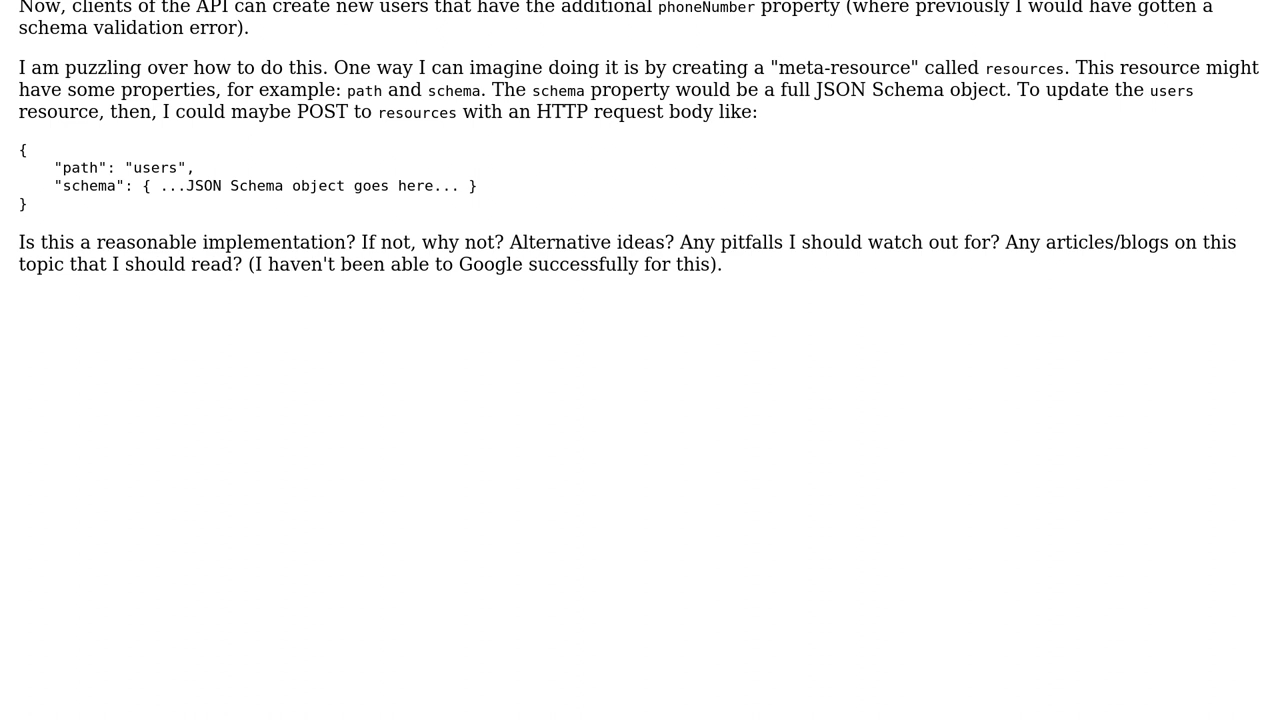 Now, clients of the API can create new users that have the additional phoneNumber property (where previously I would have gotten a
schema validation error).
I am puzzling over how to do this. One way I can imagine doing it is by creating a "meta-resource" called resources. This resource might
have some properties, for example: path and schema. The schema property would be a full JSON Schema object. To update the users
resource, then, I could maybe POST to resources with an HTTP request body like:
{
    "path": "users",
    "schema": { ...JSON Schema object goes here... }
}
Is this a reasonable implementation? If not, why not? Alternative ideas? Any pitfalls I should watch out for? Any articles/blogs on this
topic that I should read? (I haven't been able to Google successfully for this).